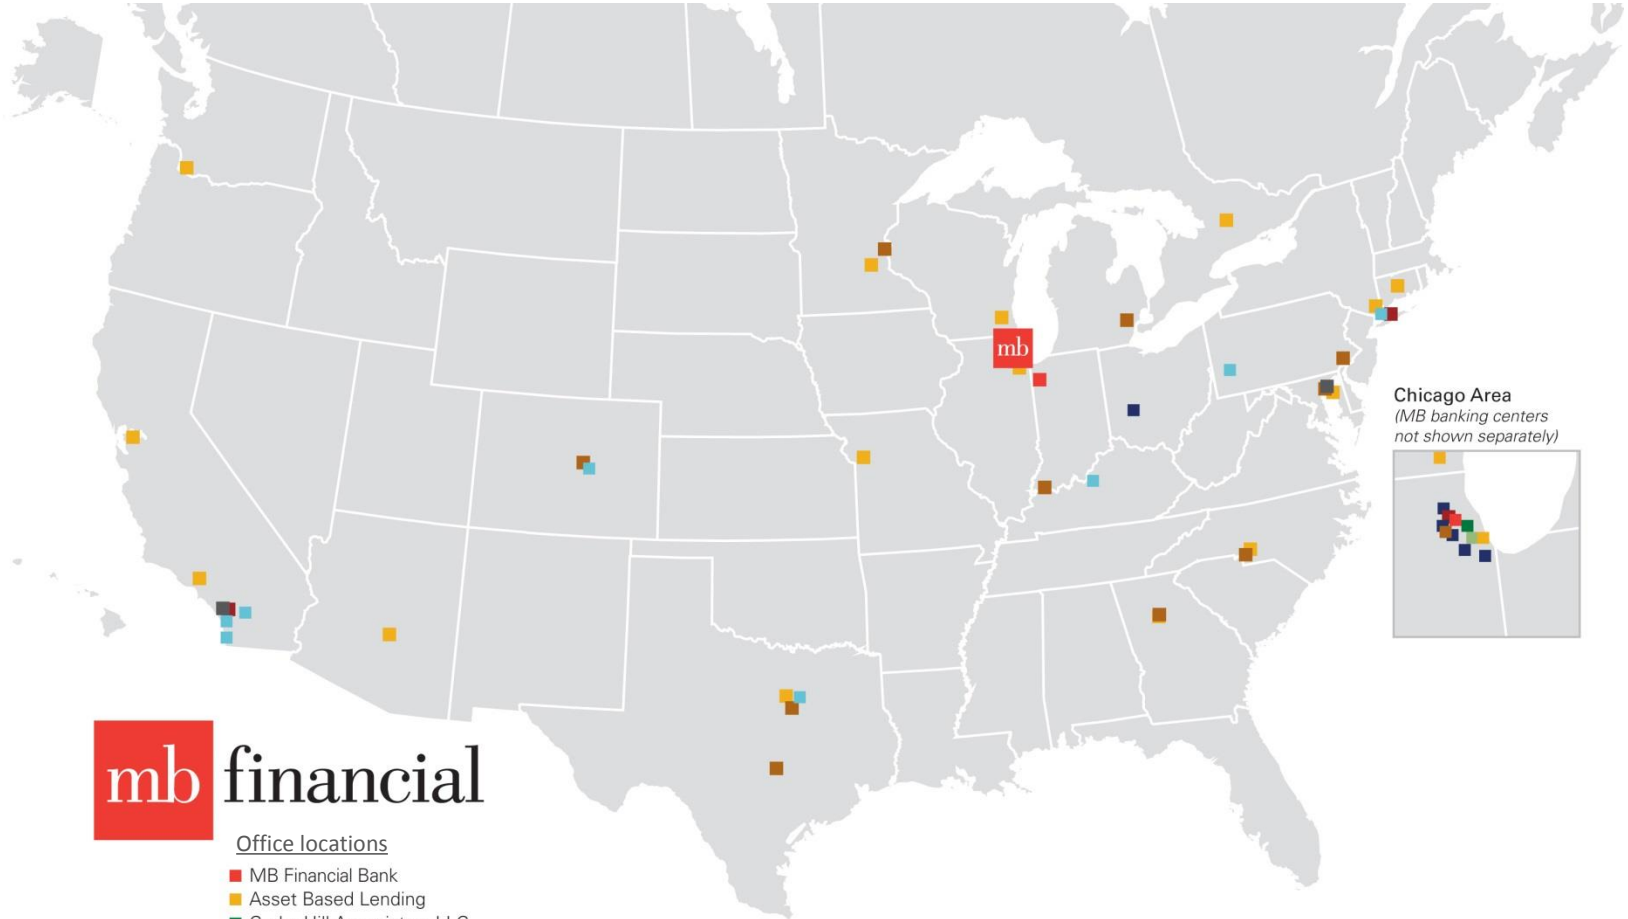 mb
Chicago Area
(MB banking centers
not shown separately)
mb financial
Office locations
MB Financial Bank
Asset Based Lending